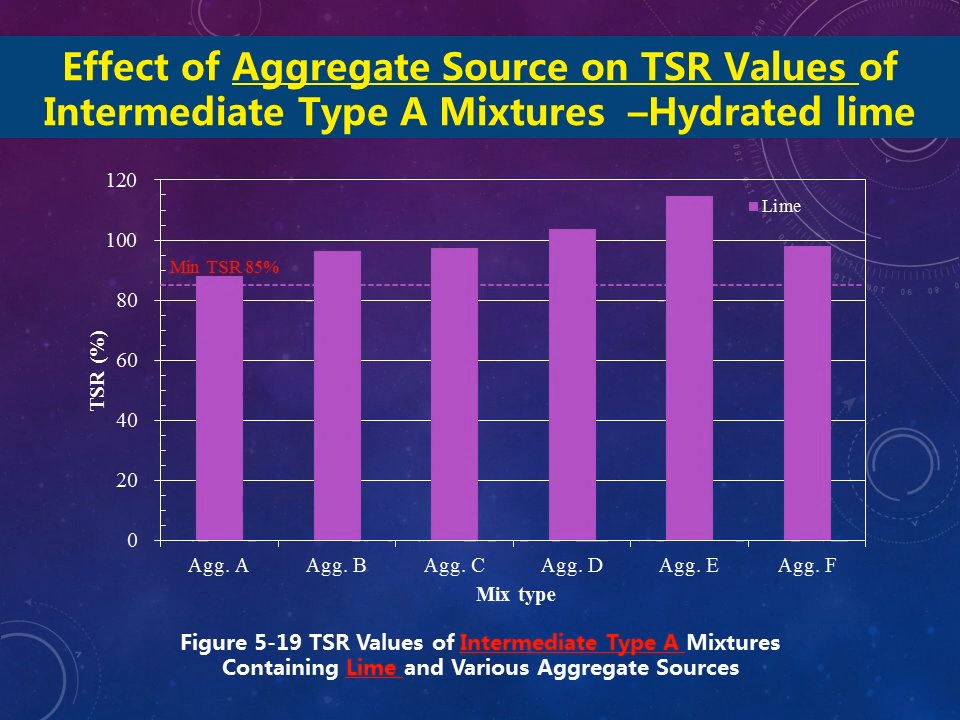 Effect of Aggregate Source on TSR Values of
Intermediate Type A Mixtures –Hydrated lime
120
100
80
60
40
20
0
TSR (%)
Min TSR 85%
Lime
Agg. A Agg. B Agg. C Agg. D Agg. E Agg. F
Mix type
Figure 5-19 TSR Values of Intermediate Type A Mixtures
Containing Lime and Various Aggregate Sources